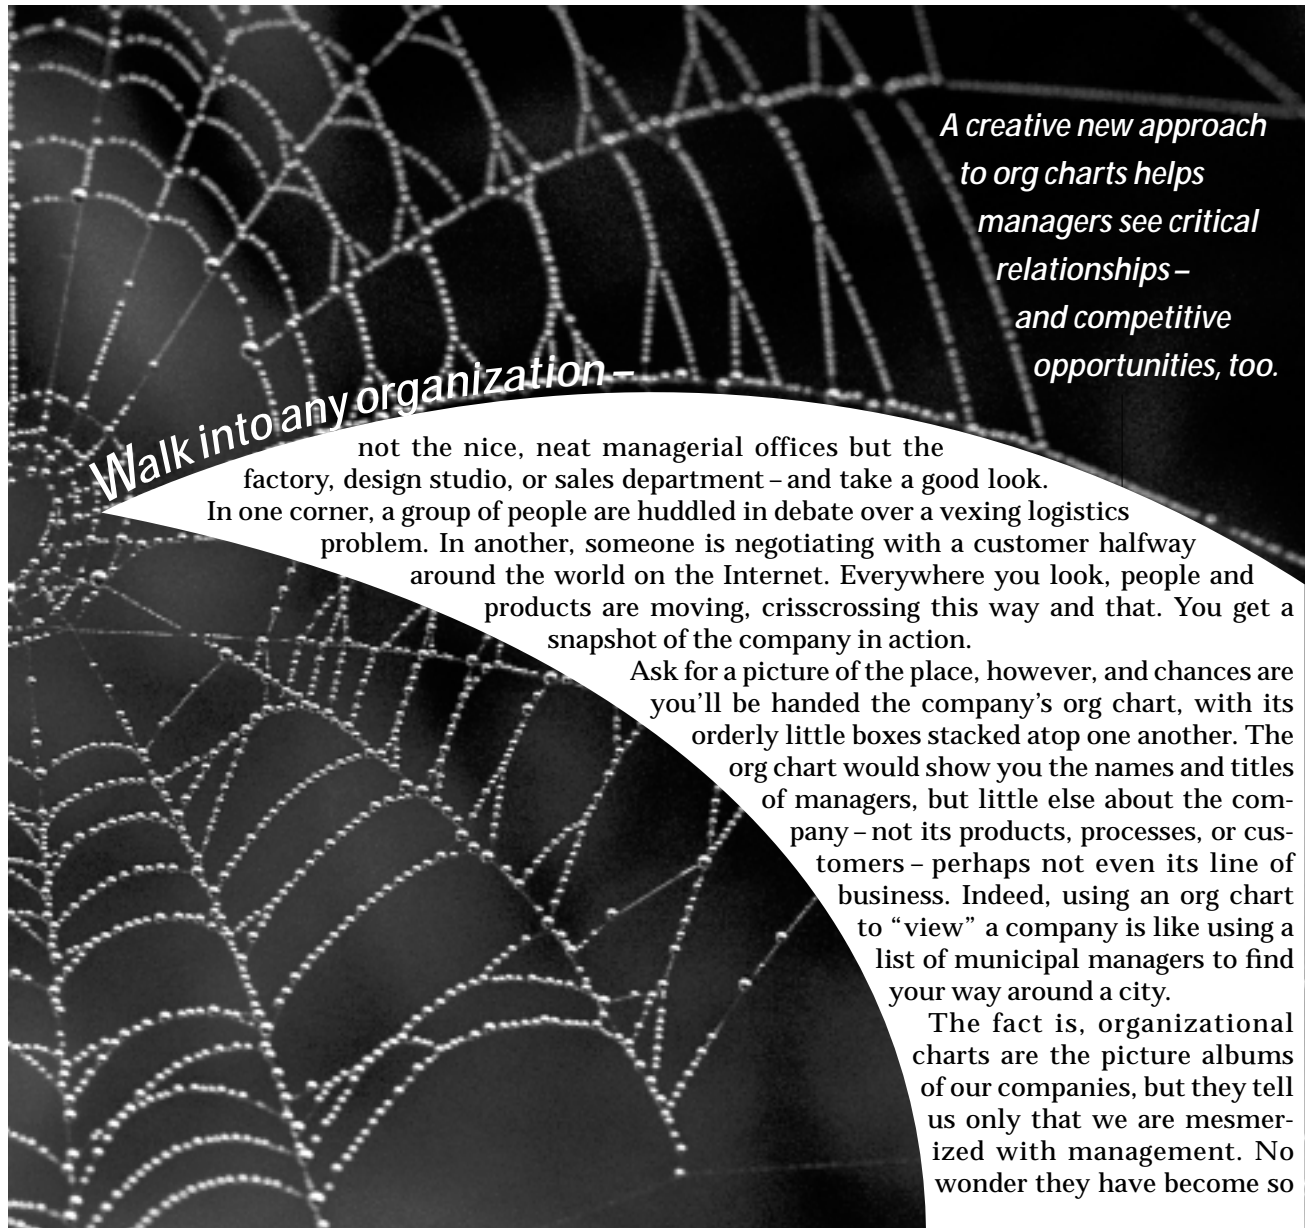 A creative new approach
to org charts helps
managers see critical
relationships –
and competitive
opportunities, too.
Walk into any organization –
not the nice, neat managerial offices but the
factory, design studio, or sales department – and take a good look.
In one corner, a group of people are huddled in debate over a vexing logistics
problem. In another, someone is negotiating with a customer halfway
around the world on the Internet. Everywhere you look, people and
products are moving, crisscrossing this way and that. You get a
snapshot of the company in action.
Ask for a picture of the place, however, and chances are
you’ll be handed the company’s org chart, with its
orderly little boxes stacked atop one another. The
org chart would show you the names and titles
of managers, but little else about the com-
pany – not its products, processes, or cus-
tomers – perhaps not even its line of
business. Indeed, using an org chart
to “view” a company is like using a
list of municipal managers to find
your way around a city.
The fact is, organizational
charts are the picture albums
of our companies, but they tell
us only that we are mesmer-
ized with management. No
wonder they have become so